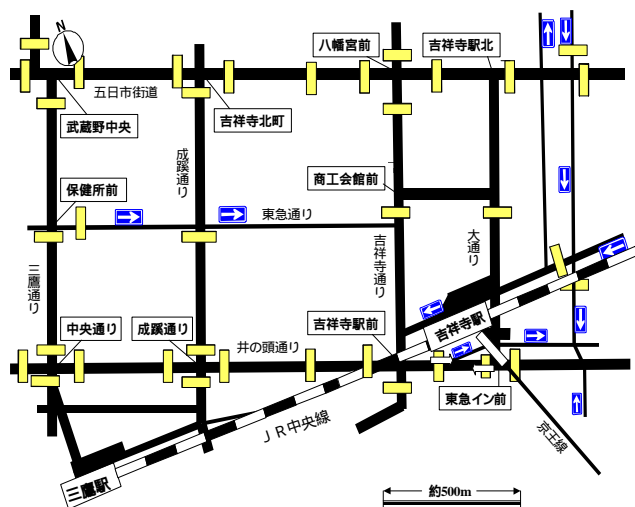 N
八幡宮前
吉祥寺駅北
五日市街道
武蔵野中央
吉祥寺北町
成蹊通り
商工会館前
保健所前
東急通り
吉祥寺通り
大通り
三鷹通り
吉祥寺駅
中央通り
成蹊通り
井の頭通り
吉祥寺駅前
東急イン前
JR中央線
京王線
三鷹駅
約500m